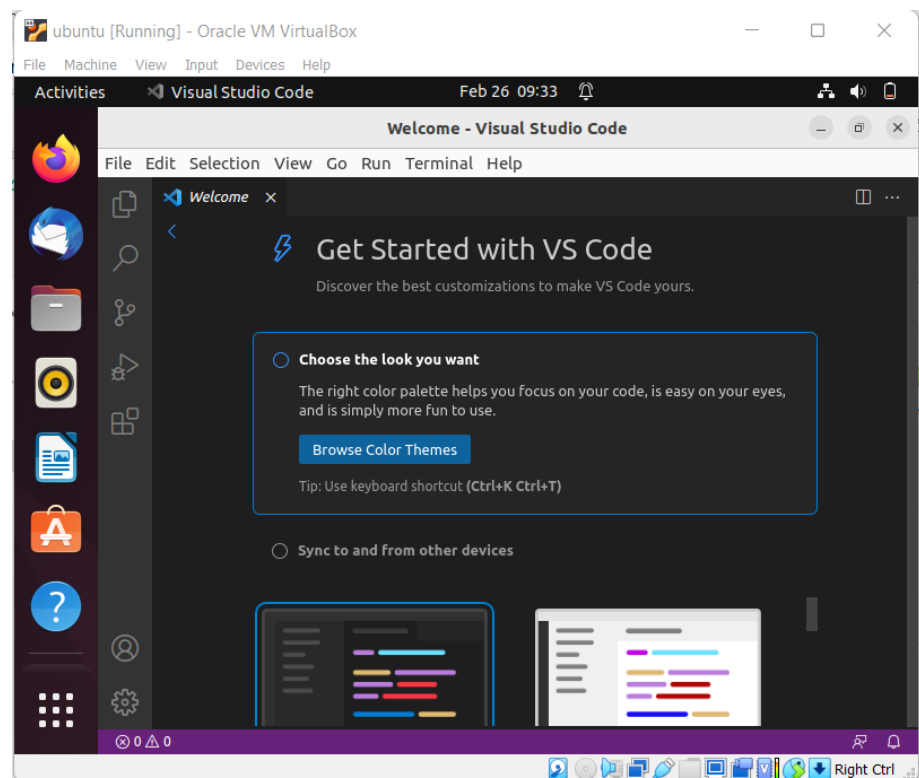 ubuntu [Running] - Oracle VM VirtualBox
File Machine View Input Devices Help
Activities Visual Studio Code Feb 26 09:33
Welcome - Visual Studio Code
File Edit Selection View Go Run Terminal Help
Welcome
Get Started with VS Code
Discover the best customizations to make VS Code yours.
Choose the look you want
The right color palette helps you focus on your code, is easy on your eyes,
and is simply more fun to use.
Browse Color Themes
Tip: Use keyboard shortcut (Ctrl+K Ctrl+T)
Sync to and from other devices
0 0
Right Ctrl